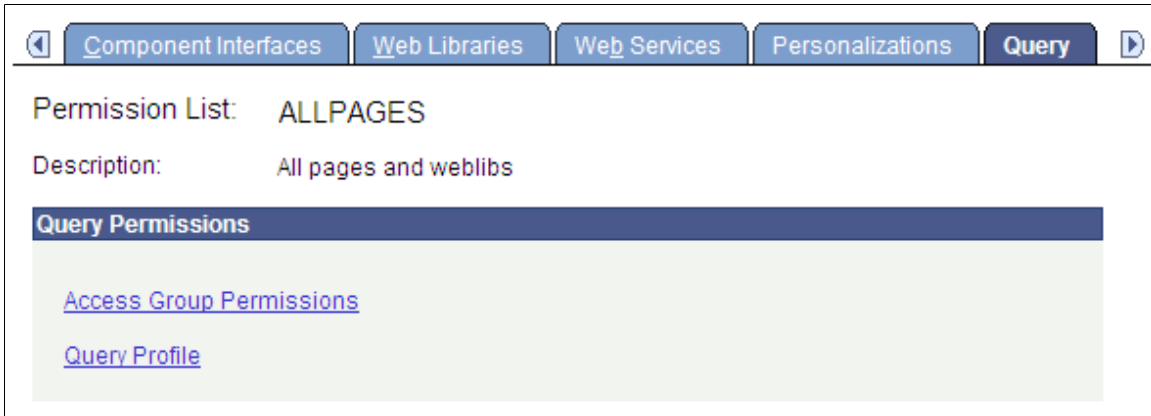 Component Interfaces Web Libraries Web Services Personalizations Query
Permission List: ALLPAGES
Description: All pages and weblibs
Query Permissions
Access Group Permissions
Query Profile